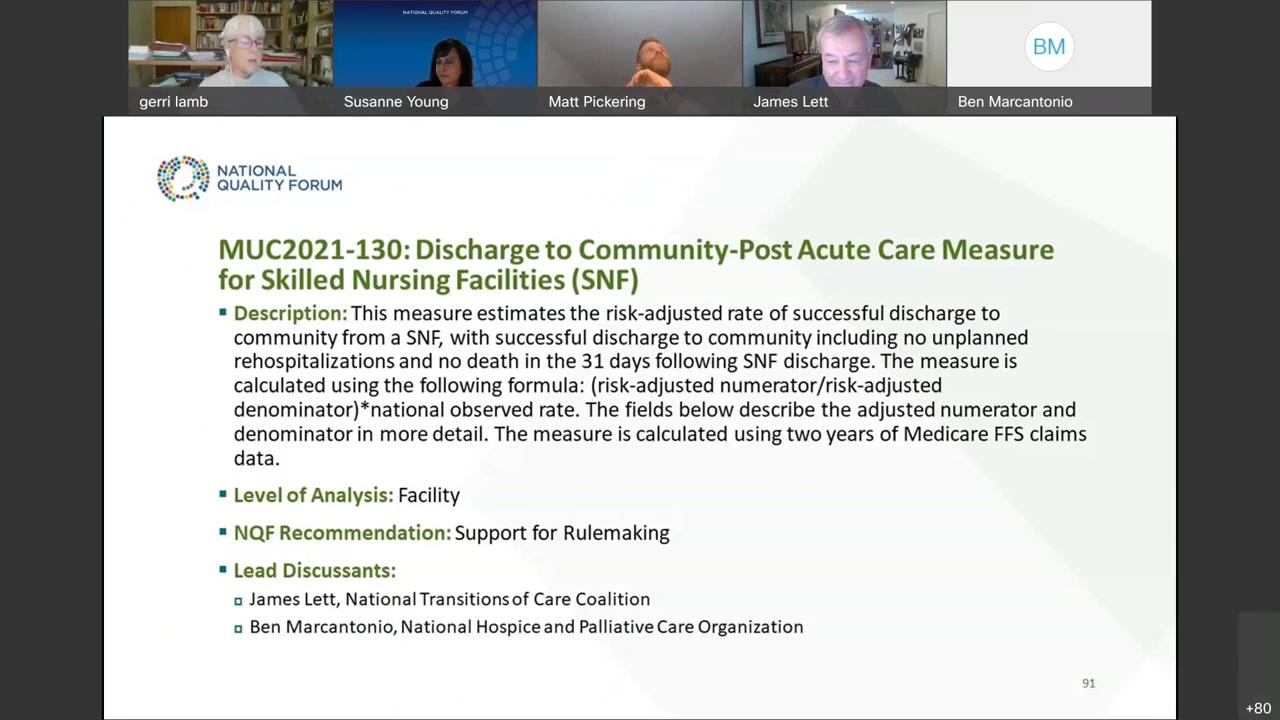 NATIONAL QUALITY FORUM
BM
gerri lamb
Susanne Young
Matt Pickering
James Lett
Ben Marcantonio
NATIONAL
QUALITY FORUM
MUC2021-130: Discharge to Community-Post Acute Care Measure
for Skilled Nursing Facilities (SNF)
Description: This measure estimates the risk-adjusted rate of successful discharge to
community from a SNF, with successful discharge to community including no unplanned
rehospitalizations and no death in the 31 days following SNF discharge. The measure is
calculated using the following formula: (risk-adjusted numerator/risk-adjusted
denominator)*national observed rate. The fields below describe the adjusted numerator and
denominator in more detail. The measure is calculated using two years of Medicare FFS claims
data.
Level of Analysis: Facility
NQF Recommendation: Support for Rulemaking
Lead Discussants:
James Lett, National Transitions of Care Coalition
Ben Marcantonio, National Hospice and Palliative Care Organization
91
+80